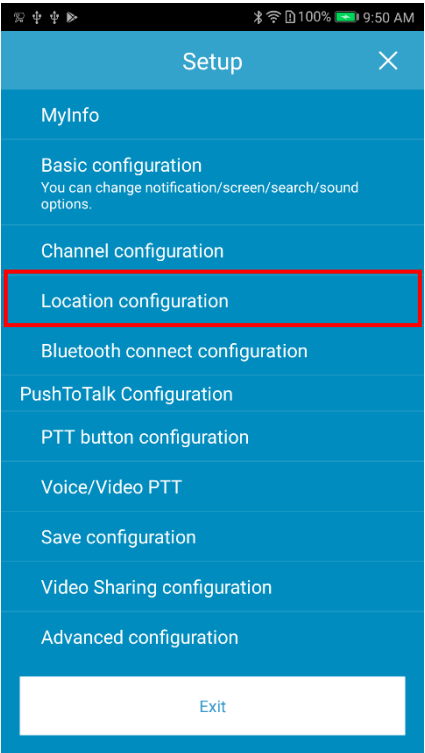 100% 9:50 AM
Setup
MyInfo
Basic configuration
You can change notification/screen/search/sound
options.
Channel configuration
Location configuration
Bluetooth connect configuration
PushToTalk Configuration
PTT button configuration
Voice/Video PTT
Save configuration
Video Sharing configuration
Advanced configuration
Exit